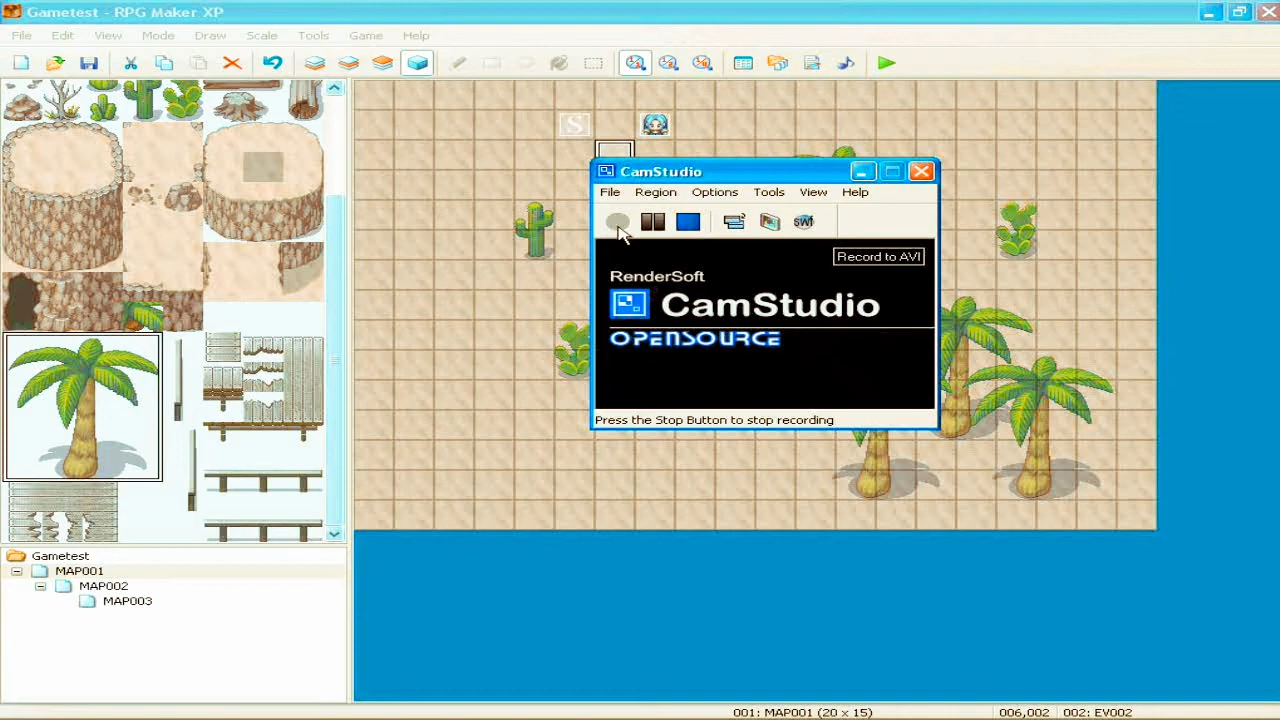 Gametest - RPG Maker XP
File Edit View Mode Draw Scale Tools Game Help
S
CamStudio
File Region Options Tools View Help
SWF
Record to AVI
RenderSoft
CamStudio
OPENSOURCE
Press the Stop Button to stop recording
Gametest
MAP001
MAP002
MAP003
001: MAP001 (20 x 15) 006,002 002: EV002